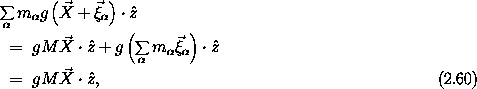 ∑_α m_α g (X⃗ + ξ⃗_α) · ẑ
= gMX⃗ · ẑ + g (∑_α m_α ξ⃗_α) · ẑ
= gMX⃗ · ẑ, (2.60)